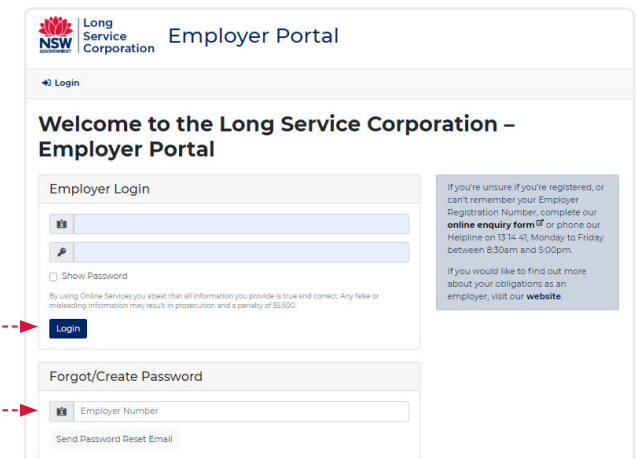 NSW
GOVERNMENT
Long
Service
Corporation
Employer Portal
Login
Welcome to the Long Service Corporation –
Employer Portal
Employer Login
Show Password
By using Online Services you attest that all information you provide is true and correct. Any false or
misleading information may result in prosecution and a penalty of $5,500.
Login
Forgot/Create Password
Employer Number
Send Password Reset Email
If you're unsure if you're registered, or
can't remember your Employer
Registration Number, complete our
online enquiry form or phone our
Helpline on 13 14 41, Monday to Friday
between 8:30am and 5:00pm.
If you would like to find out more
about your obligations as an
employer, visit our website.